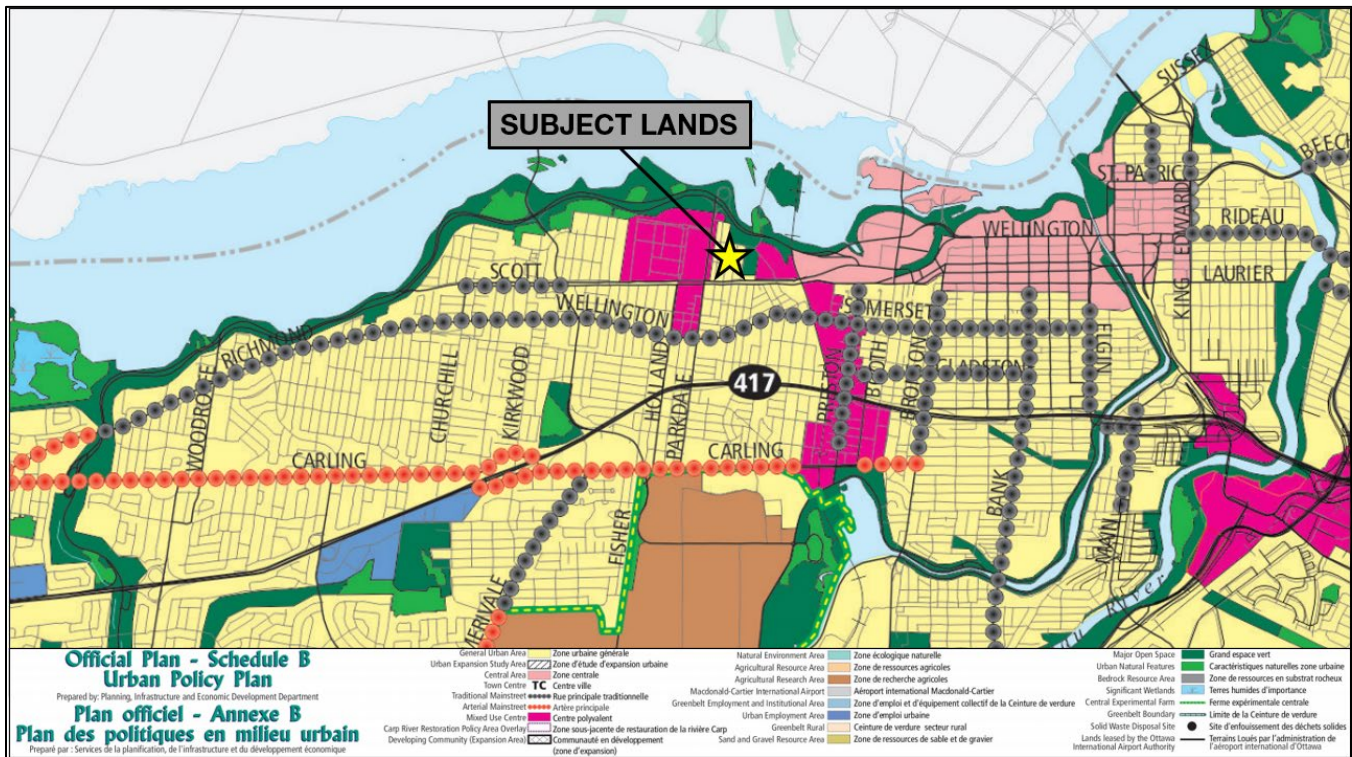 SUBJECT LANDS
SUSSEX
BEECH
ST. PATRICK
KING EDWARD
RIDEAU
WELLINGTON
LAURIER
SCOTT
WELLINGTON
SOMERSET
RICHMOND
ELGIN
WOODROFFE
CHURCHILL
KIRKWOOD
HOLLAND
PARKDALE
417
PRESTON
BOOTH
BRONSON
GLADSTONE
CARLING
CARLING
BANK
MAIN
FISHER
MERIVALE
River
Official Plan - Schedule B
Urban Policy Plan
Prepared by: Planning, Infrastructure and Economic Development Department
Plan officiel - Annexe B
Plan des politiques en milieu urbain
Préparé par : Services de la planification, de l'infrastructure et du développement économique
General Urban Area Zone urbaine générale
Urban Expansion Study Area Zone d'étude d'expansion urbaine
Central Area Zone centrale
Town Centre TC Centre ville
Traditional Mainstreet Rue principale traditionnelle
Arterial Mainstreet Artère principale
Mixed Use Centre Centre polyvalent
Carp River Restoration Policy Area Overlay Zone sous-jacente de restauration de la rivière Carp
Developing Community (Expansion Area) Communauté en développement
(zone d'expansion)
Natural Environment Area Zone écologique naturelle
Agricultural Resource Area Zone de ressources agricoles
Agricultural Research Area Zone de recherche agricole
Macdonald-Cartier International Airport Aéroport international Macdonald-Cartier
Greenbelt Employment and Institutional Area Zone d'emploi et d'équipement collectif de la Ceinture de verdure
Urban Employment Area Zone d'emploi urbaine
Greenbelt Rural Ceinture de verdure secteur rural
Sand and Gravel Resource Area Zone de ressources de sable et de gravier
Major Open Space Grand espace vert
Urban Natural Features Caractéristiques naturelles zone urbaine
Bedrock Resource Area Zone de ressources en substrat rocheux
Significant Wetlands Terres humides d'importance
Central Experimental Farm Ferme expérimentale centrale
Greenbelt Boundary Limite de la Ceinture de verdure
Solid Waste Disposal Site Site d'enfouissement des déchets solides
Lands leased by the Ottawa Terrains Loués par l'administration de
International Airport Authority l'aéroport international d'Ottawa